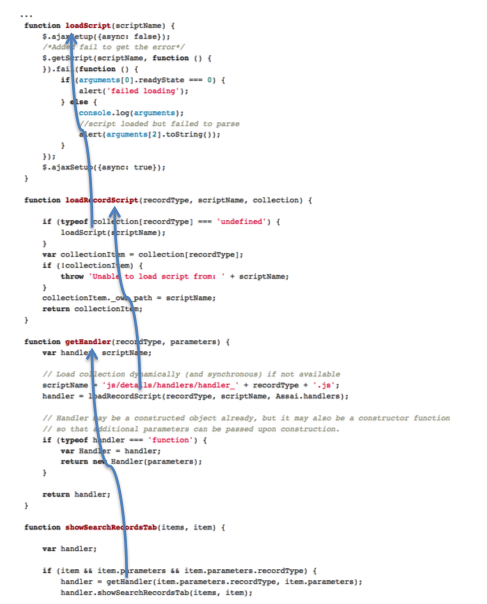 ...
function loadScript(scriptName) {
$.ajaxSetup({async: false});
/*Added fail to get the error*/
$.getScript(scriptName, function () {
}).fail(function () {
if (arguments[0].readyState === 0) {
alert('failed loading');
} else {
console.log(arguments);
//script loaded but failed to parse
alert(arguments[2].toString());
}
});
$.ajaxSetup({async: true});
}
function loadRecordScript(recordType, scriptName, collection) {
if (typeof collection[recordType] === 'undefined') {
loadScript(scriptName);
}
var collectionItem = collection[recordType];
if (!collectionItem) {
throw 'Unable to load script from: ' + scriptName;
}
collectionItem._own_path = scriptName;
return collectionItem;
}
function getHandler(recordType, parameters) {
var handler, scriptName;
// Load collection dynamically (and synchronous) if not available
scriptName = 'js/details/handlers/handler_' + recordType + '.js';
handler = loadRecordScript(recordType, scriptName, Assai.handlers);
// Handler may be a constructed object already, but it may also be a constructor function
// so that additional parameters can be passed upon construction.
if (typeof handler === 'function') {
var Handler = handler;
return new Handler(parameters);
}
return handler;
}
function showSearchRecordsTab(items, item) {
var handler;
if (item && item.parameters && item.parameters.recordType) {
handler = getHandler(item.parameters.recordType, item.parameters);
handler.showSearchRecordsTab(items, item);